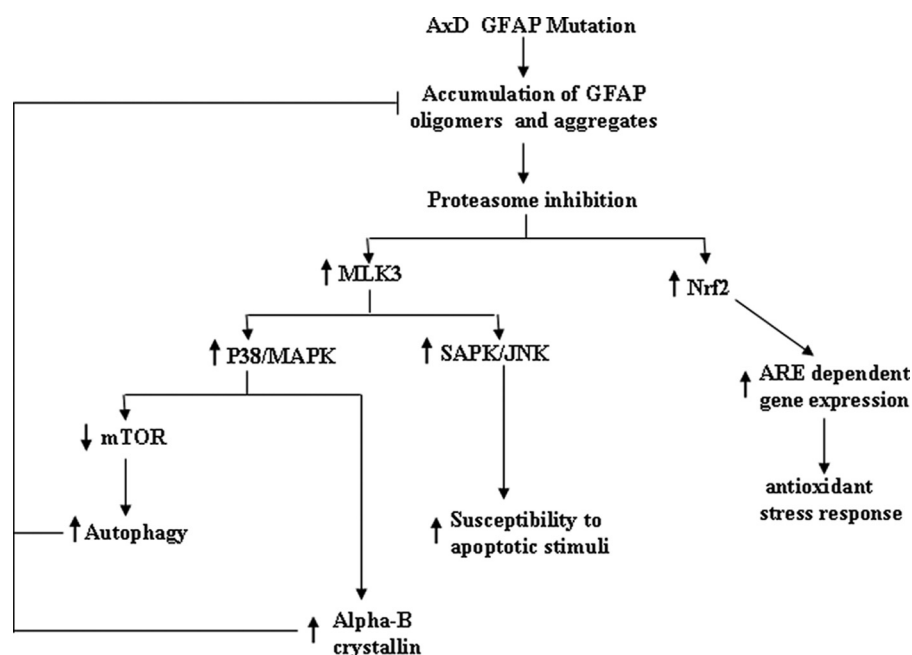 AxD GFAP Mutation
Accumulation of GFAP
oligomers and aggregates
Proteasome inhibition
MLK3
Nrf2
P38/MAPK
SAPK/JNK
ARE dependent
gene expression
mTOR
antioxidant
stress response
Autophagy
Susceptibility to
apoptotic stimuli
Alpha-B
crystallin